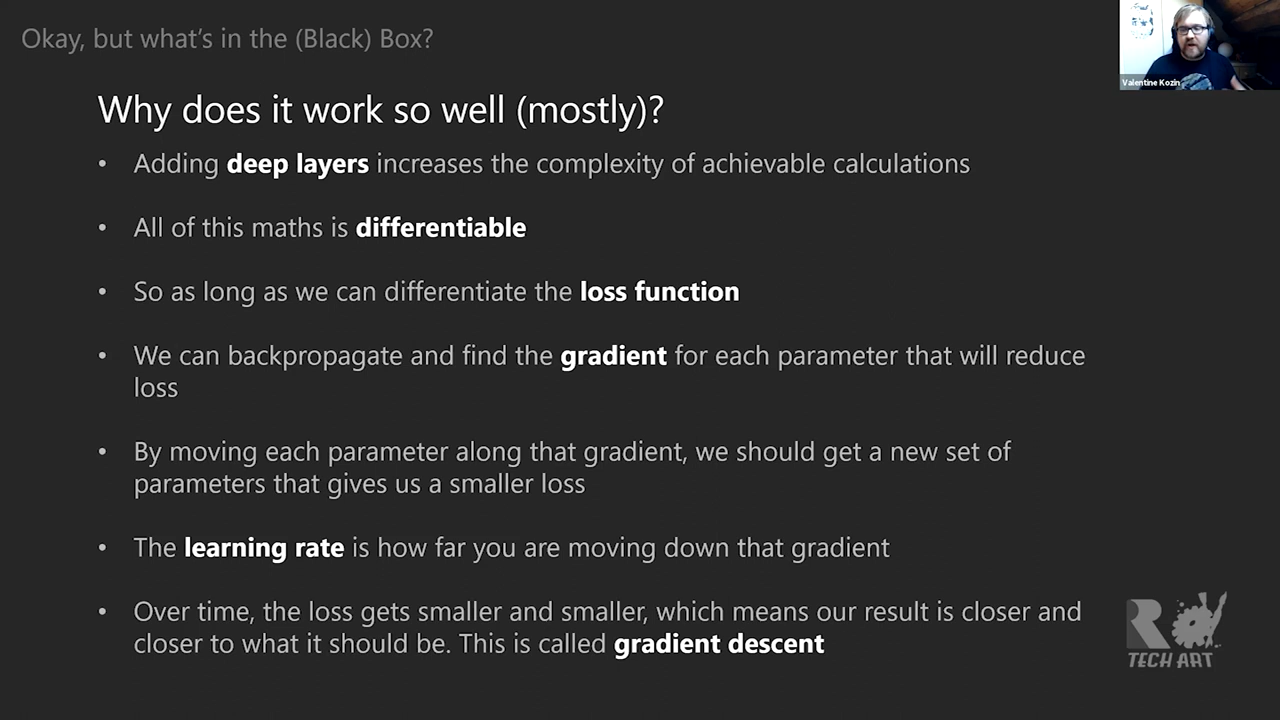 Okay, but what's in the (Black) Box?
Valentine Kozin
Why does it work so well (mostly)?
• Adding deep layers increases the complexity of achievable calculations
• All of this maths is differentiable
• So as long as we can differentiate the loss function
• We can backpropagate and find the gradient for each parameter that will reduce
loss
• By moving each parameter along that gradient, we should get a new set of
parameters that gives us a smaller loss
• The learning rate is how far you are moving down that gradient
• Over time, the loss gets smaller and smaller, which means our result is closer and
closer to what it should be. This is called gradient descent
R
TECH ART